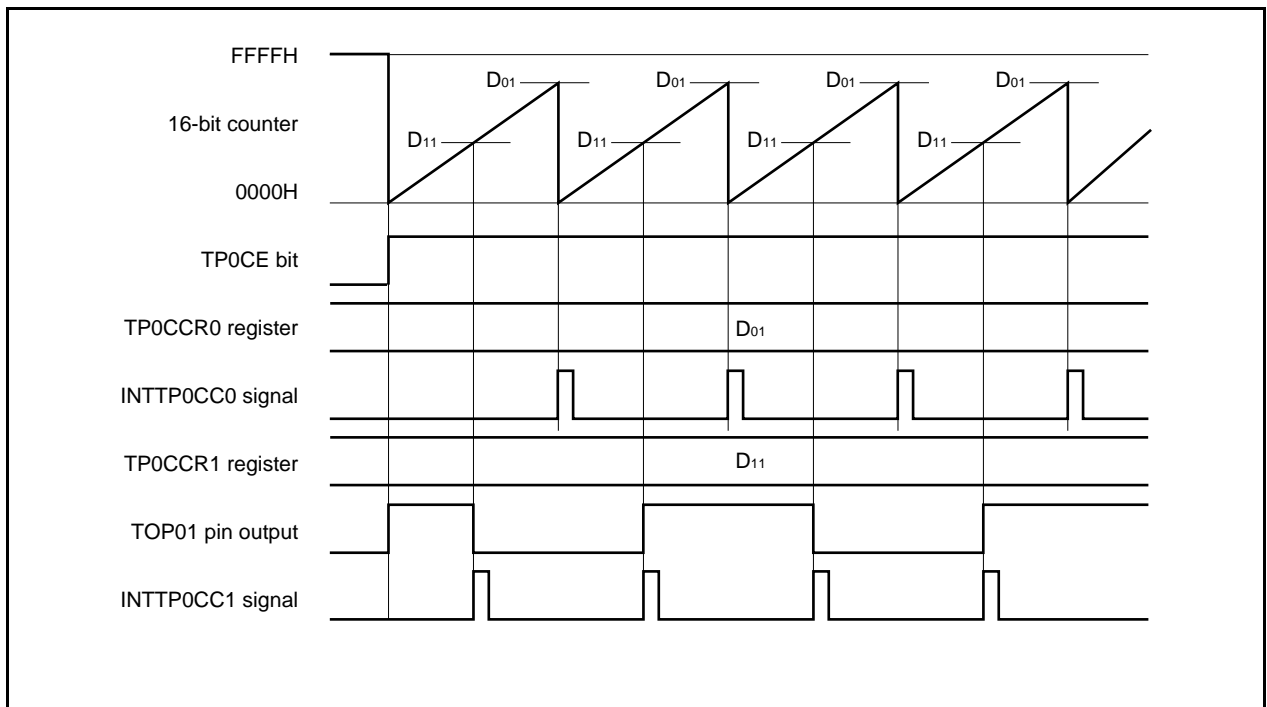 FFFFH
D01 D01 D01 D01
16-bit counter
D11 D11 D11 D11
0000H
TP0CE bit
TP0CCR0 register
D01
INTTP0CC0 signal
TP0CCR1 register
D11
TOP01 pin output
INTTP0CC1 signal